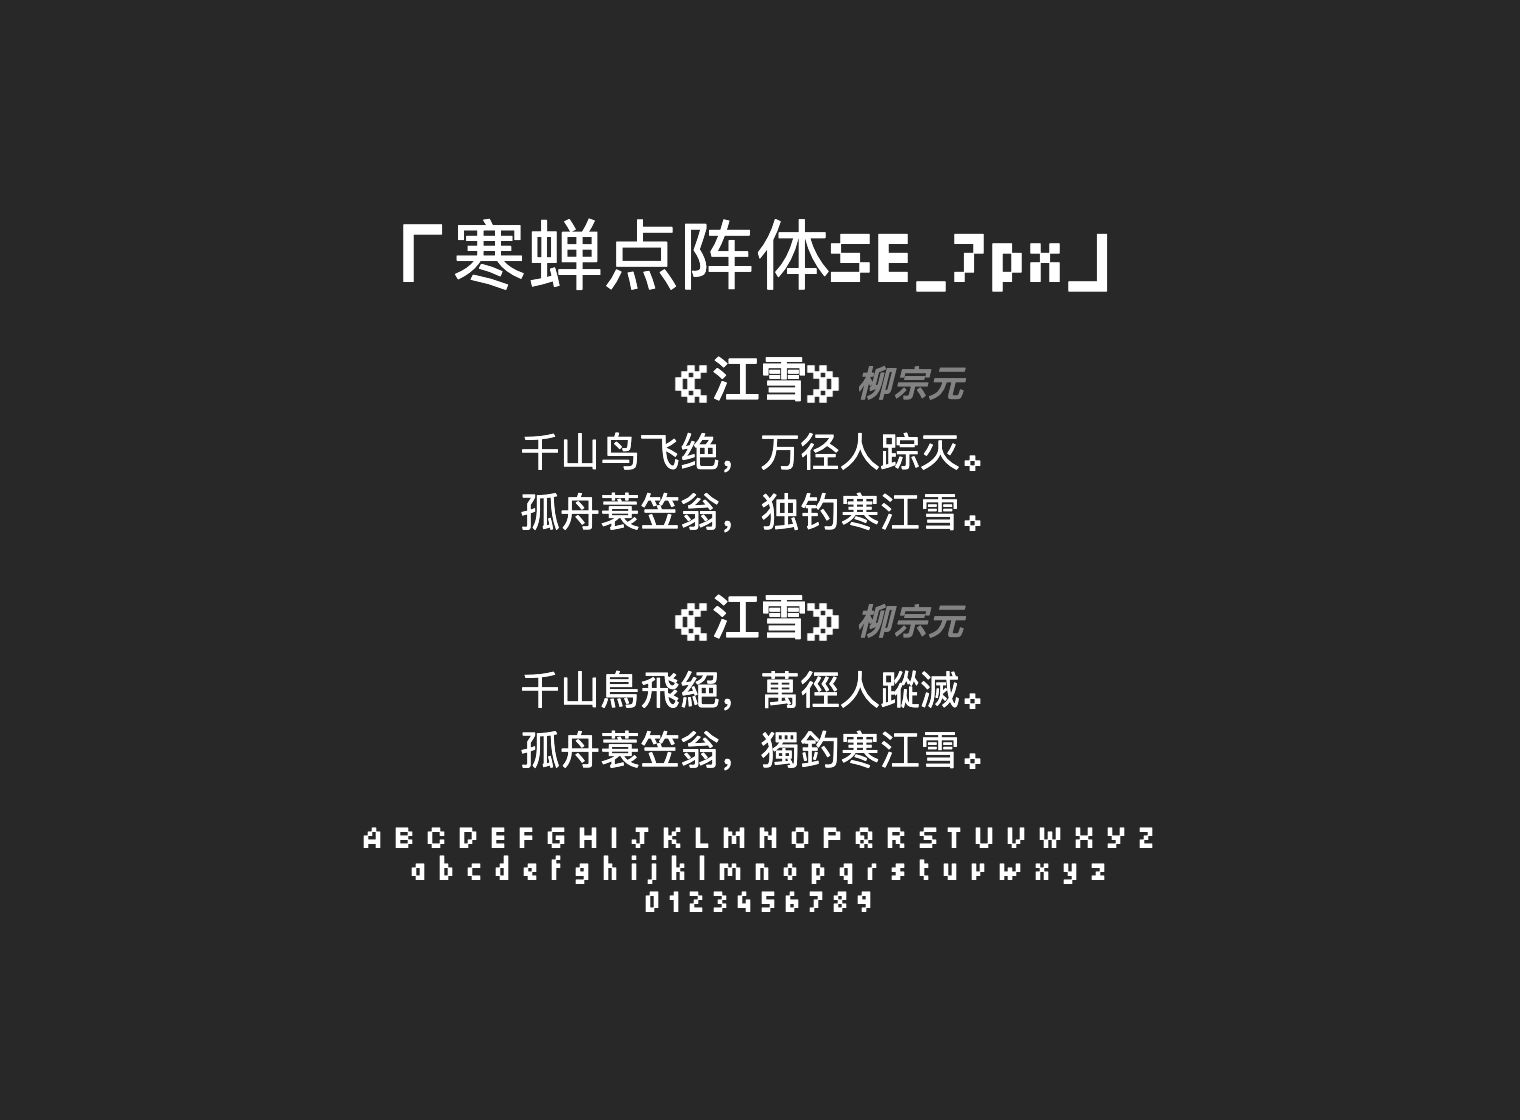 「寒蝉点阵体SE_7px」
《江雪》 柳宗元
千山鸟飞绝，万径人踪灭。
孤舟蓑笠翁，独钓寒江雪。
《江雪》 柳宗元
千山鳥飛絕，萬徑人蹤滅。
孤舟蓑笠翁，獨釣寒江雪。
A B C D E F G H I J K L M N O P Q R S T U V W X Y Z
a b c d e f g h i j k l m n o p q r s t u v w x y z
0 1 2 3 4 5 6 7 8 9